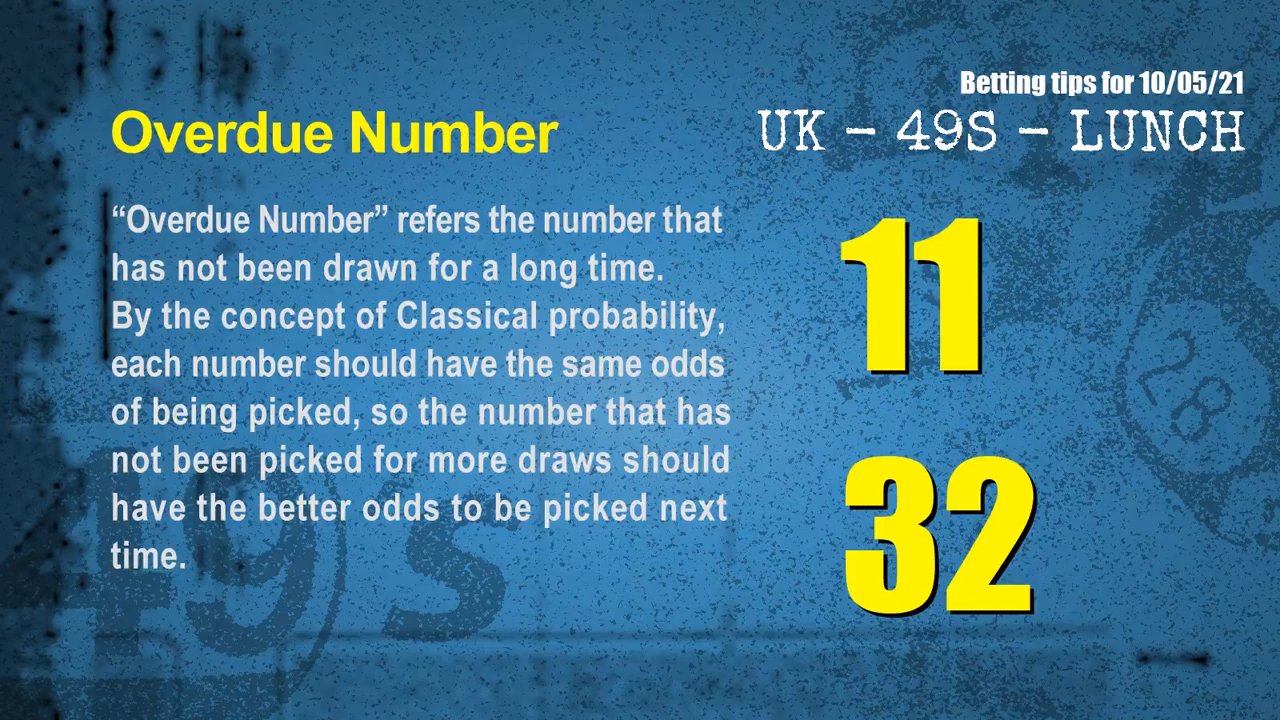 Betting tips for 10/05/21
UK - 49S - LUNCH
Overdue Number
“Overdue Number” refers the number that
has not been drawn for a long time.
By the concept of Classical probability,
each number should have the same odds
of being picked, so the number that has
not been picked for more draws should
have the better odds to be picked next
time.
11
32
28
49s